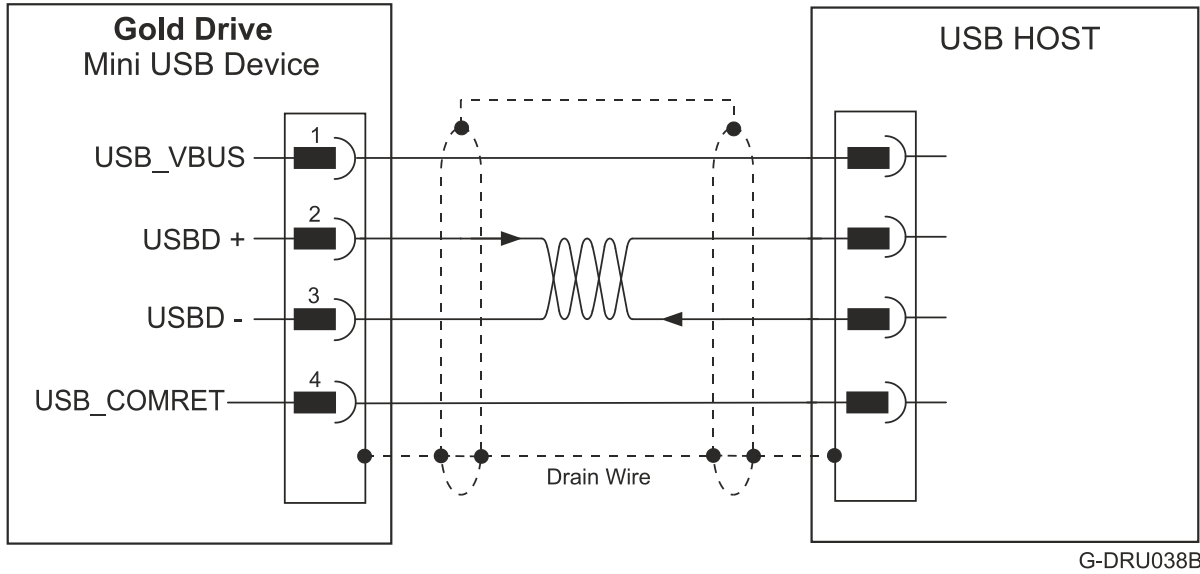 Gold Drive
Mini USB Device
USB HOST
1
USB_VBUS
2
USBD +
3
USBD -
4
USB_COMRET
Drain Wire
G-DRU038B